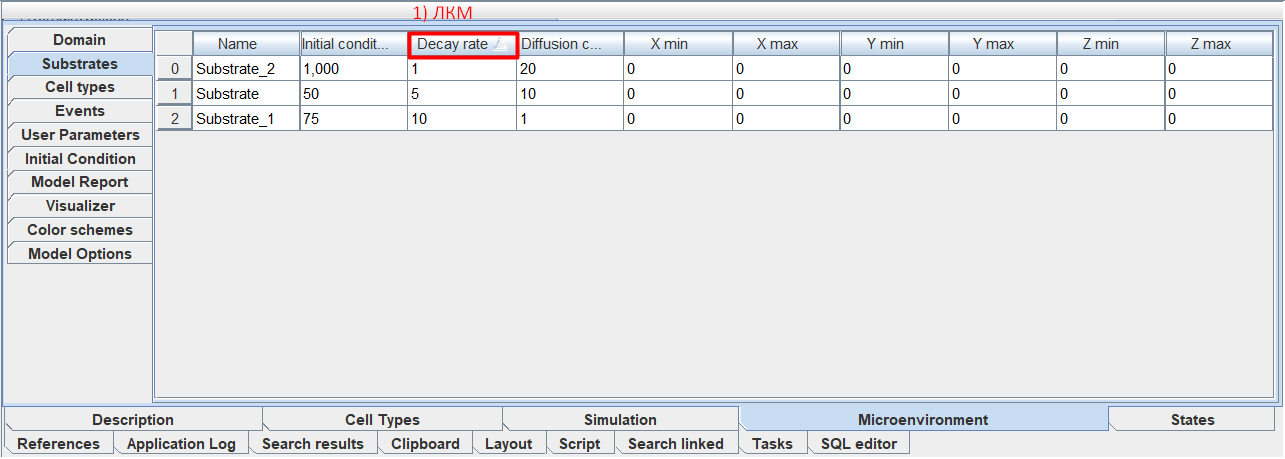 1) ЛКМ
Domain
Substrates
Cell types
Events
User Parameters
Initial Condition
Model Report
Visualizer
Color schemes
Model Options
Name Initial condit... Decay rate Diffusion c... X min X max Y min Y max Z min Z max
0 Substrate_2 1,000 1 20 0 0 0 0 0 0
1 Substrate 50 5 10 0 0 0 0 0 0
2 Substrate_1 75 10 1 0 0 0 0 0 0
Description Cell Types Simulation Microenvironment States
References Application Log Search results Clipboard Layout Script Search linked Tasks SQL editor